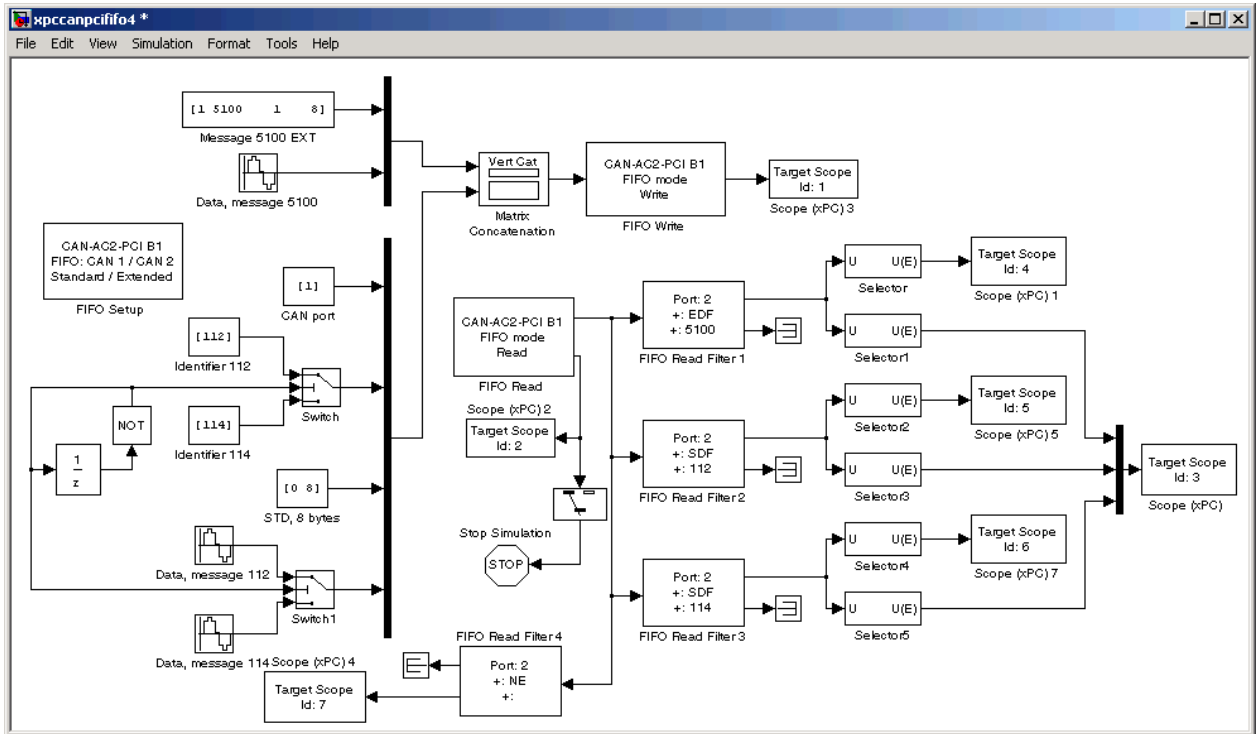 xpccanpcififo4 *
File Edit View Simulation Format Tools Help
[1 5100 1 8]
Message 5100 EXT
Data, message 5100
Vert Cat
Matrix
Concatenation
CAN-AC2-PCI B1
FIFO mode
Write
FIFO Write
Target Scope
Id: 1
Scope (xPC) 3
CAN-AC2-PCI B1
FIFO: CAN 1 / CAN 2
Standard / Extended
FIFO Setup
[1]
CAN port
[112]
Identifier 112
Switch
NOT
[114]
Identifier 114
1
z
[0 8]
STD, 8 bytes
Data, message 112
Switch1
Data, message 114
CAN-AC2-PCI B1
FIFO mode
Read
FIFO Read
Scope (xPC) 2
Target Scope
Id: 2
Stop Simulation
STOP
Port: 2
+: EDF
+: 5100
FIFO Read Filter 1
U U(E)
Selector
Target Scope
Id: 4
Scope (xPC) 1
U U(E)
Selector1
Port: 2
+: SDF
+: 112
FIFO Read Filter2
U U(E)
Selector2
Target Scope
Id: 5
Scope (xPC) 5
U U(E)
Selector3
Target Scope
Id: 3
Scope (xPC)
Port: 2
+: SDF
+: 114
FIFO Read Filter3
U U(E)
Selector4
Target Scope
Id: 6
Scope (xPC) 7
U U(E)
Selector5
FIFO Read Filter4
Port: 2
+: NE
+:
Scope (xPC) 4
Target Scope
Id: 7